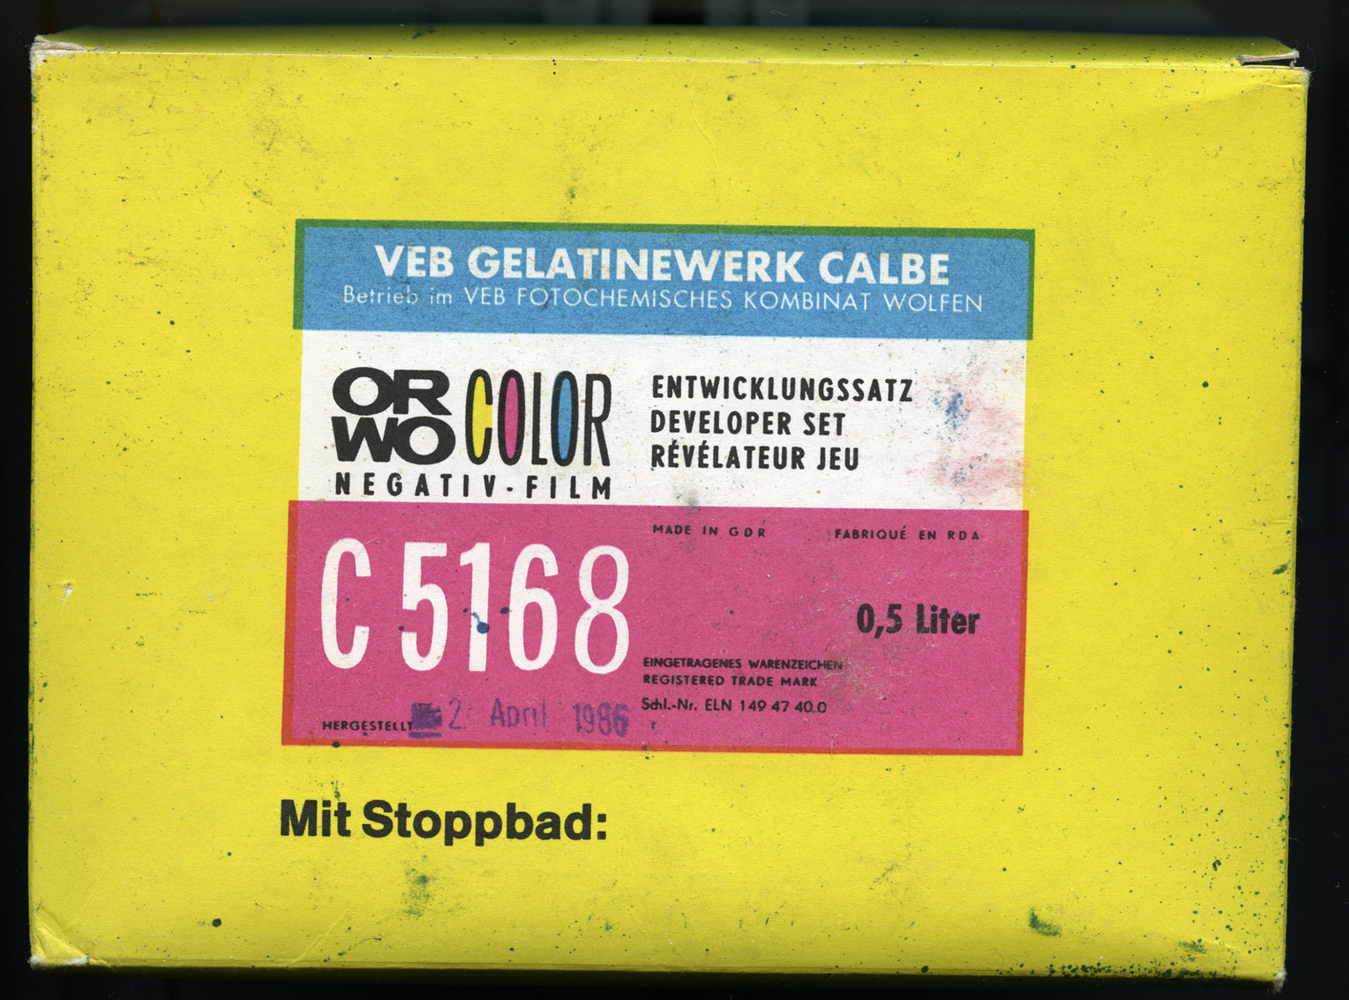 VEB GELATINEWERK CALBE
Betrieb im VEB FOTOCHEMISCHES KOMBINAT WOLFEN
ORWO COLOR
NEGATIV-FILM
ENTWICKLUNGSSATZ
DEVELOPER SET
RÉVÉLATEUR JEU
MADE IN GDR
FABRIQUÉ EN RDA
C 5168
0,5 Liter
EINGETRAGENES WARENZEICHEN
REGISTERED TRADE MARK
Schl.-Nr. ELN 149 47 40.0
HERGESTELLT 2. April 1986
Mit Stoppbad: